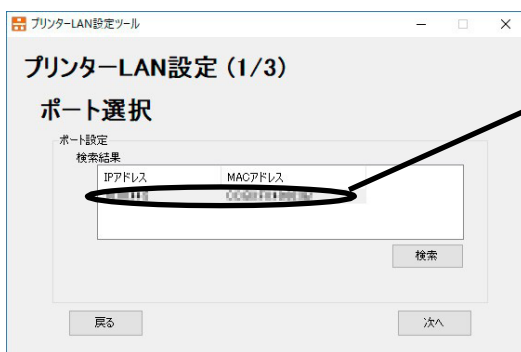 プリンターLAN設定ツール
プリンターLAN設定 (1/3)
ポート選択
ポート設定
検索結果
IPアドレス MACアドレス
検索
戻る 次へ